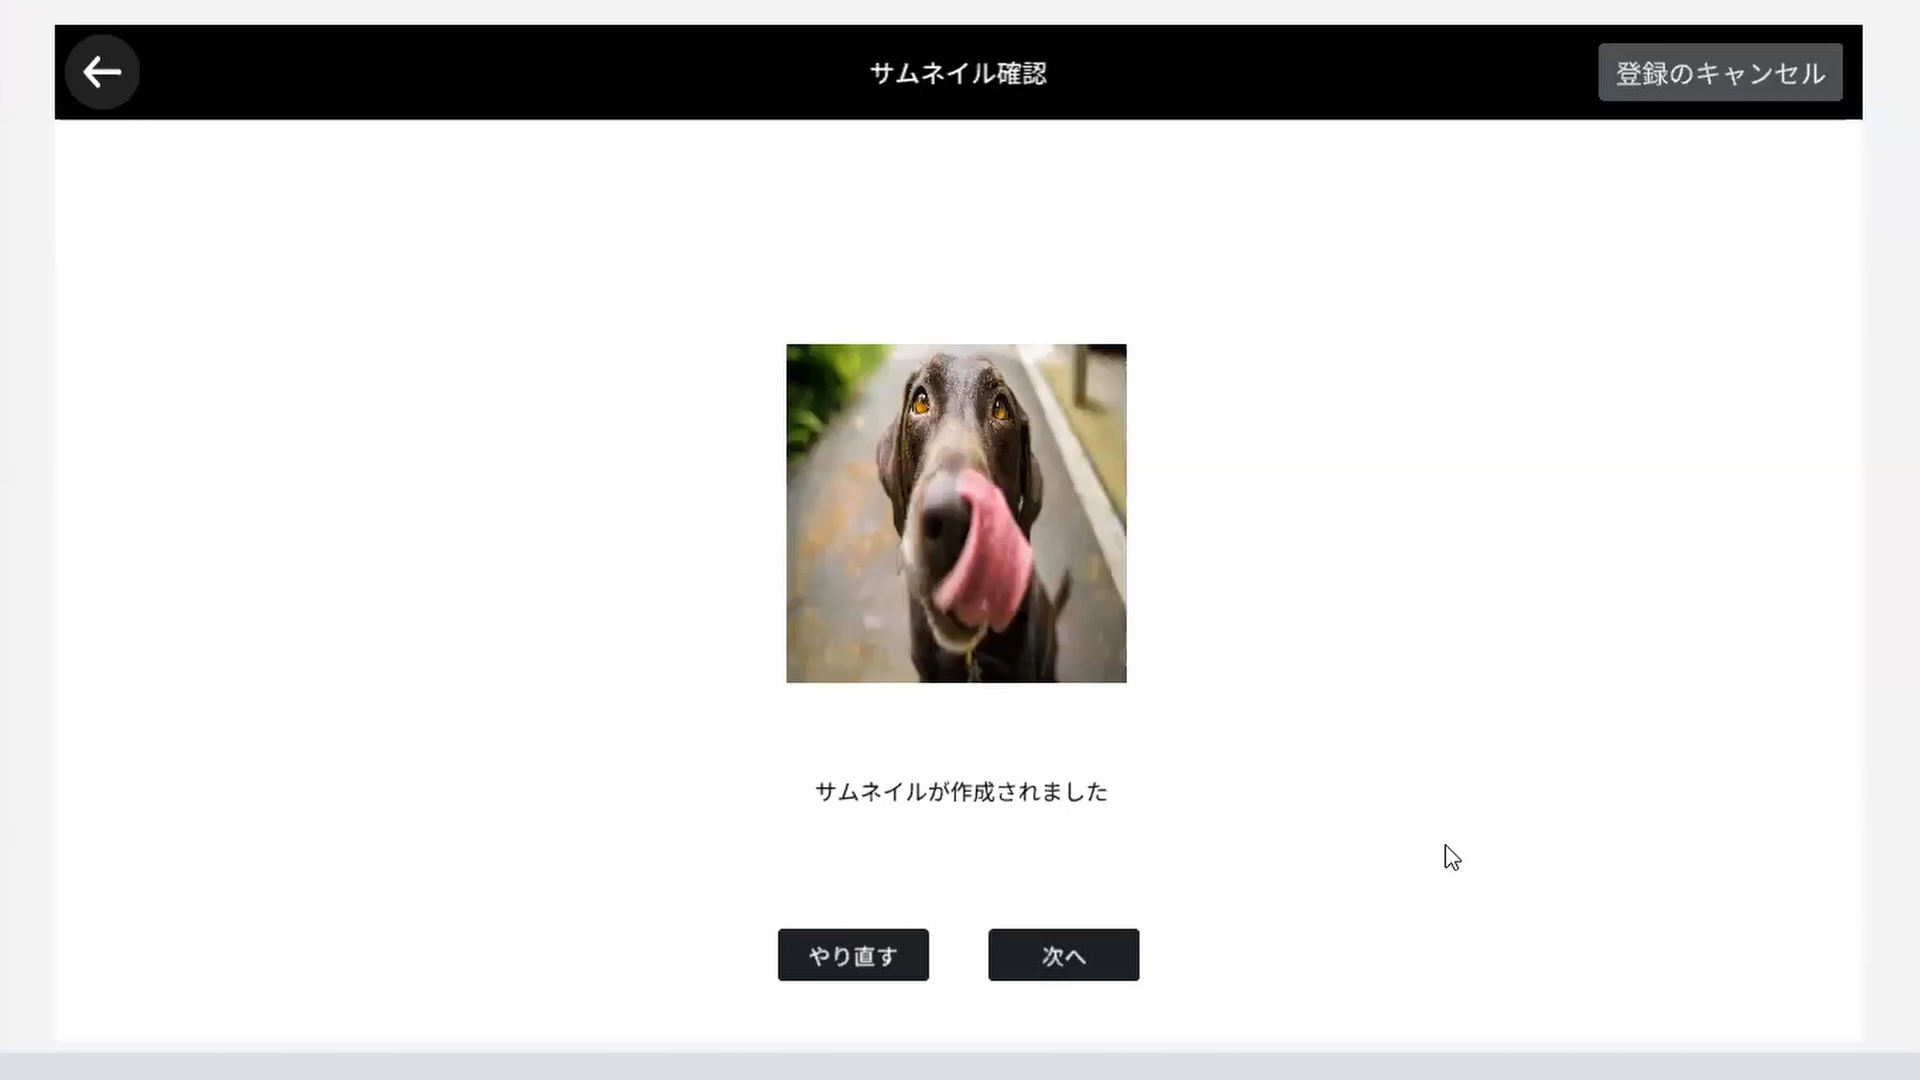 サムネイル確認
登録のキャンセル
サムネイルが作成されました
やり直す
次へ